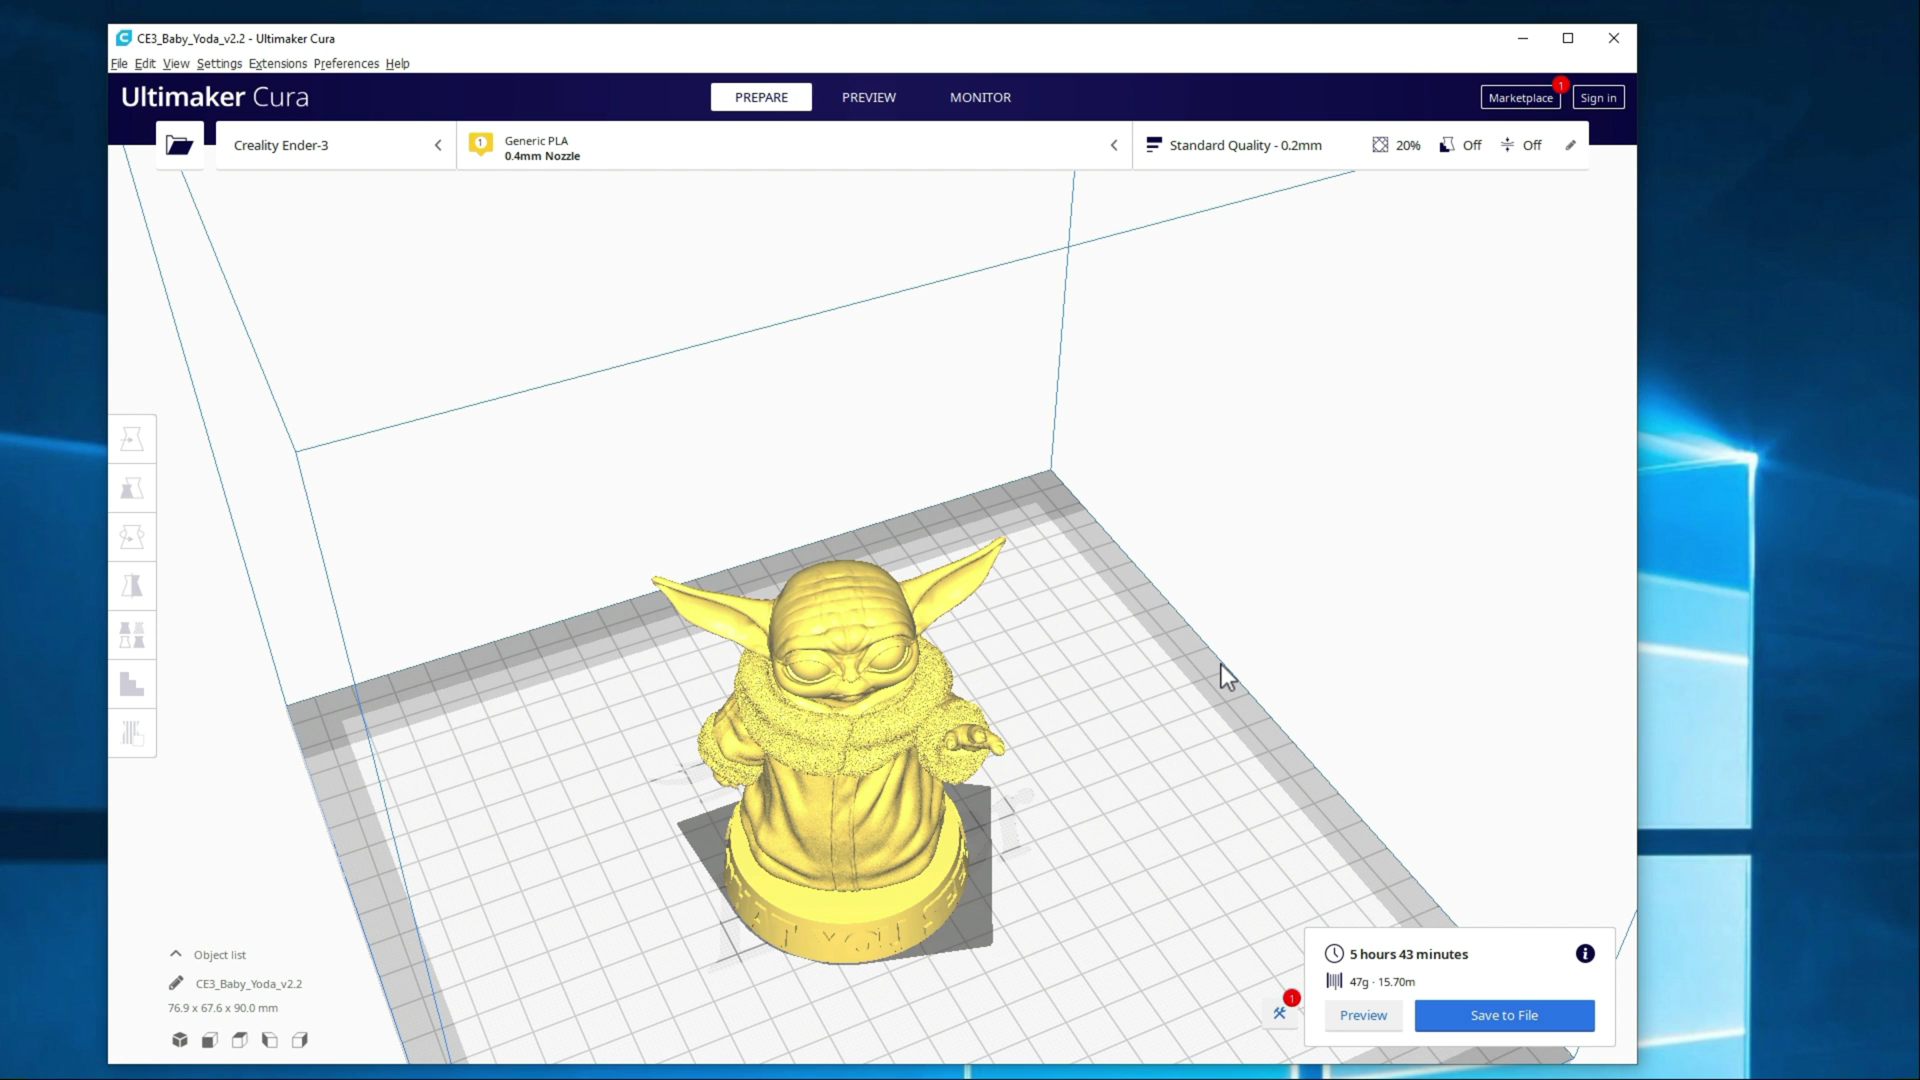 CE3_Baby_Yoda_v2.2 - Ultimaker Cura
File Edit View Settings Extensions Preferences Help
Ultimaker Cura
PREPARE
PREVIEW
MONITOR
1
Marketplace
Sign in
Creality Ender-3
1
Generic PLA
0.4mm Nozzle
Standard Quality - 0.2mm
20%
Off
Off
YOU
Object list
CE3_Baby_Yoda_v2.2
76.9 x 67.6 x 90.0 mm
5 hours 43 minutes
47g · 15.70m
1
Preview
Save to File